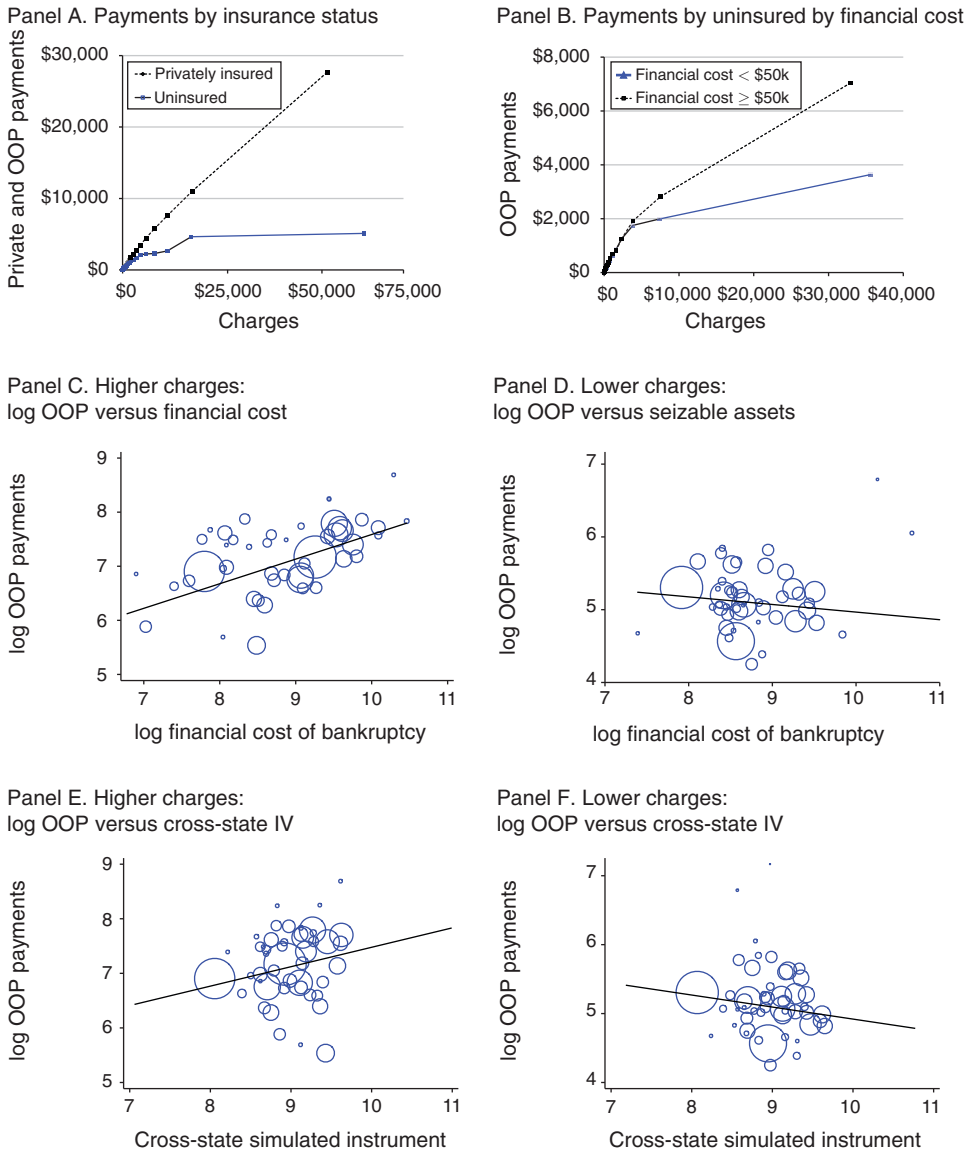 Panel A. Payments by insurance status
Private and OOP payments
$30,000
$20,000
$10,000
$0
Privately insured
Uninsured
$0 $25,000 $50,000 $75,000
Charges
Panel B. Payments by uninsured by financial cost
OOP payments
$8,000
$6,000
$4,000
$2,000
$0
Financial cost < $50k
Financial cost ≥ $50k
$0 $10,000 $20,000 $30,000 $40,000
Charges
Panel C. Higher charges:
log OOP versus financial cost
log OOP payments
9
8
7
6
5
7 8 9 10 11
log financial cost of bankruptcy
Panel D. Lower charges:
log OOP versus seizable assets
log OOP payments
7
6
5
4
7 8 9 10 11
log financial cost of bankruptcy
Panel E. Higher charges:
log OOP versus cross-state IV
log OOP payments
9
8
7
6
5
7 8 9 10 11
Cross-state simulated instrument
Panel F. Lower charges:
log OOP versus cross-state IV
log OOP payments
7
6
5
4
7 8 9 10 11
Cross-state simulated instrument